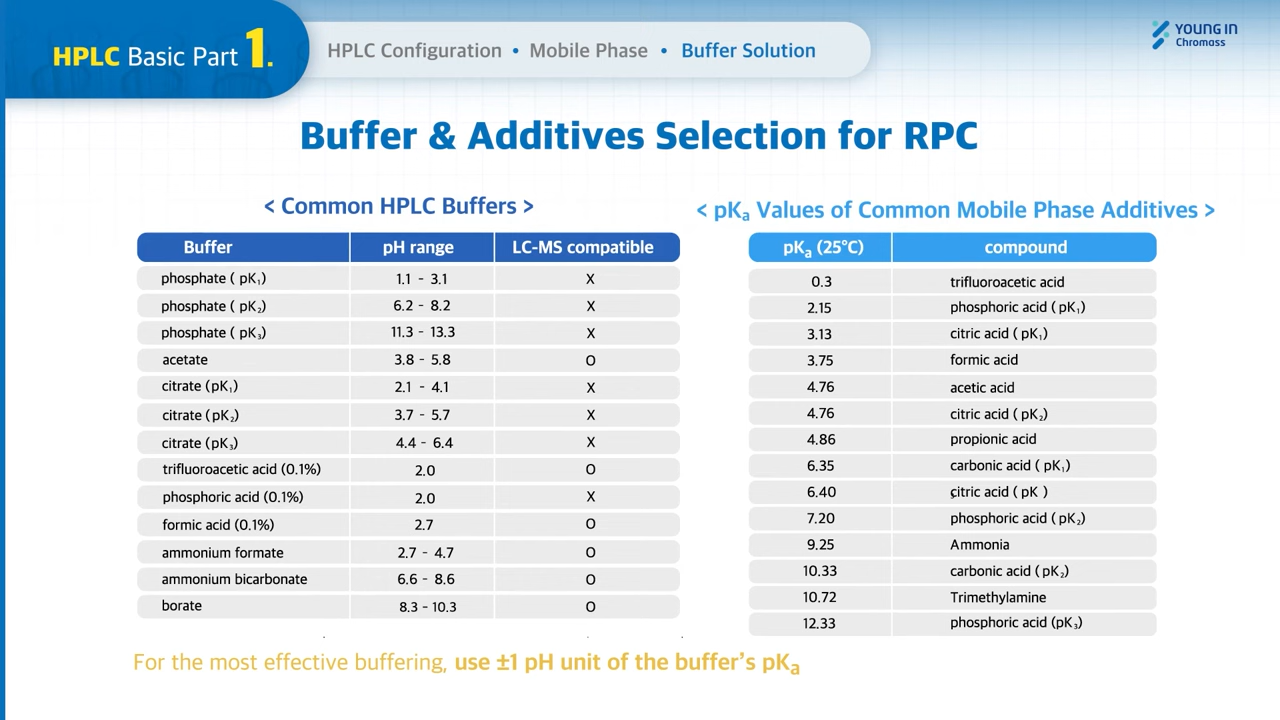 HPLC Basic Part 1.
HPLC Configuration • Mobile Phase • Buffer Solution
YOUNG IN
Chromass
Buffer & Additives Selection for RPC
< Common HPLC Buffers >
Buffer pH range LC-MS compatible
phosphate ( pK₁) 1.1 - 3.1 X
phosphate ( pK₂) 6.2 - 8.2 X
phosphate ( pK₃) 11.3 - 13.3 X
acetate 3.8 - 5.8 O
citrate (pK₁) 2.1 - 4.1 X
citrate (pK₂) 3.7 - 5.7 X
citrate (pK₃) 4.4 - 6.4 X
trifluoroacetic acid (0.1%) 2.0 O
phosphoric acid (0.1%) 2.0 X
formic acid (0.1%) 2.7 O
ammonium formate 2.7 - 4.7 O
ammonium bicarbonate 6.6 - 8.6 O
borate 8.3 - 10.3 O
< pKₐ Values of Common Mobile Phase Additives >
pKₐ (25°C) compound
0.3 trifluoroacetic acid
2.15 phosphoric acid ( pK₁)
3.13 citric acid ( pK₁)
3.75 formic acid
4.76 acetic acid
4.76 citric acid ( pK₂)
4.86 propionic acid
6.35 carbonic acid ( pK₁)
6.40 citric acid ( pK )
7.20 phosphoric acid ( pK₂)
9.25 Ammonia
10.33 carbonic acid ( pK₂)
10.72 Trimethylamine
12.33 phosphoric acid (pK₃)
For the most effective buffering, use ±1 pH unit of the buffer's pKₐ